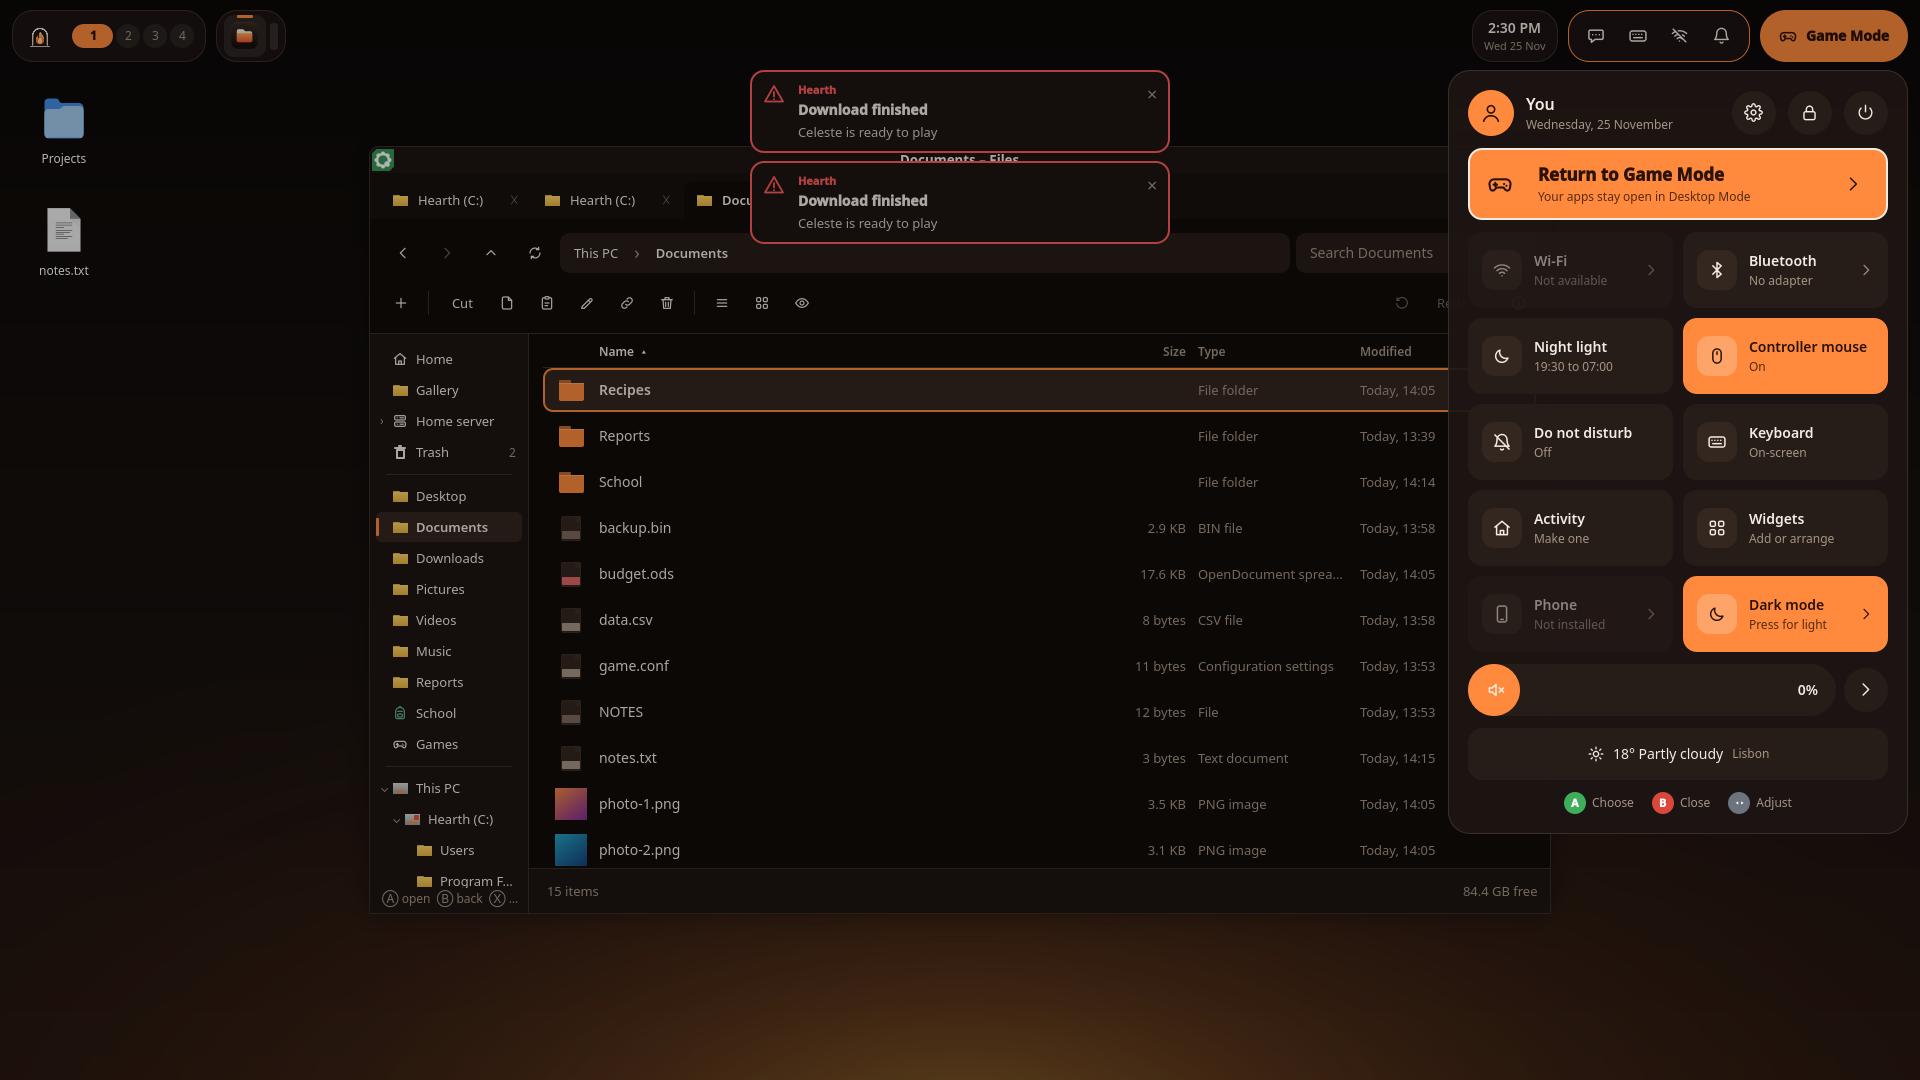 1 2 3 4
2:30 PM
Wed 25 Nov
Game Mode
Projects
notes.txt
Hearth
Download finished
Celeste is ready to play
Hearth
Download finished
Celeste is ready to play
Documents – Files
Hearth (C:)
Hearth (C:)
This PC
Documents
Search Documents
Cut
Home
Gallery
Home server
Trash 2
Desktop
Documents
Downloads
Pictures
Videos
Music
Reports
School
Games
This PC
Hearth (C:)
Users
Program F...
A open B back X ...
Name Size Type Modified
Recipes File folder Today, 14:05
Reports File folder Today, 13:39
School File folder Today, 14:14
backup.bin 2.9 KB BIN file Today, 13:58
budget.ods 17.6 KB OpenDocument sprea... Today, 14:05
data.csv 8 bytes CSV file Today, 13:58
game.conf 11 bytes Configuration settings Today, 13:53
NOTES 12 bytes File Today, 13:53
notes.txt 3 bytes Text document Today, 14:15
photo-1.png 3.5 KB PNG image Today, 14:05
photo-2.png 3.1 KB PNG image Today, 14:05
15 items 84.4 GB free
You
Wednesday, 25 November
Return to Game Mode
Your apps stay open in Desktop Mode
Wi-Fi
Not available
Bluetooth
No adapter
Night light
19:30 to 07:00
Controller mouse
On
Do not disturb
Off
Keyboard
On-screen
Activity
Make one
Widgets
Add or arrange
Phone
Not installed
Dark mode
Press for light
0%
18° Partly cloudy Lisbon
A Choose B Close Adjust